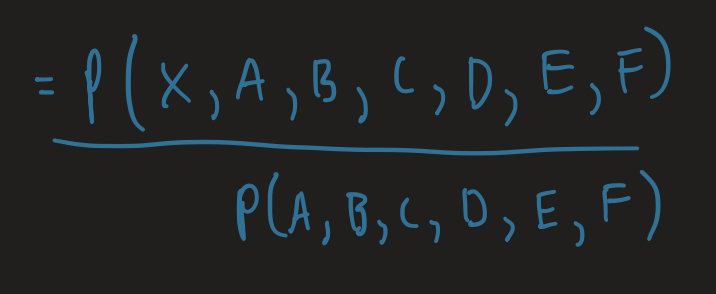 = P(X, A, B, C, D, E, F)
P(A, B, C, D, E, F)